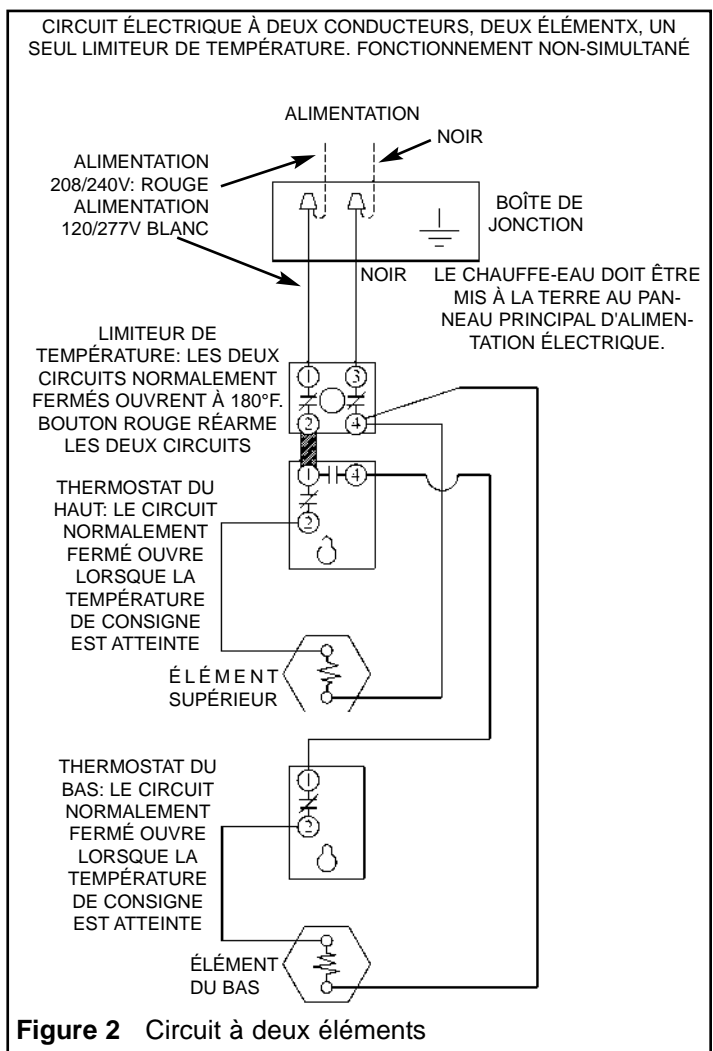 CIRCUIT ÉLECTRIQUE À DEUX CONDUCTEURS, DEUX ÉLÉMENTX, UN
SEUL LIMITEUR DE TEMPÉRATURE. FONCTIONNEMENT NON-SIMULTANÉ
ALIMENTATION
NOIR
ALIMENTATION
208/240V: ROUGE
ALIMENTATION
120/277V BLANC
BOÎTE DE
JONCTION
NOIR
LE CHAUFFE-EAU DOIT ÊTRE
MIS À LA TERRE AU PAN-
NEAU PRINCIPAL D'ALIMEN-
TATION ÉLECTRIQUE.
LIMITEUR DE
TEMPÉRATURE: LES DEUX
CIRCUITS NORMALEMENT
FERMÉS OUVRENT À 180°F.
BOUTON ROUGE RÉARME
LES DEUX CIRCUITS
1 3
2 4
1 4
2
THERMOSTAT DU
HAUT: LE CIRCUIT
NORMALEMENT
FERMÉ OUVRE
LORSQUE LA
TEMPÉRATURE
DE CONSIGNE
EST ATTEINTE
ÉLÉMENT
SUPÉRIEUR
THERMOSTAT DU
BAS: LE CIRCUIT
NORMALEMENT
FERMÉ OUVRE
LORSQUE LA
TEMPÉRATURE
DE CONSIGNE
EST ATTEINTE
1
2
ÉLÉMENT
DU BAS
Figure 2 Circuit à deux éléments